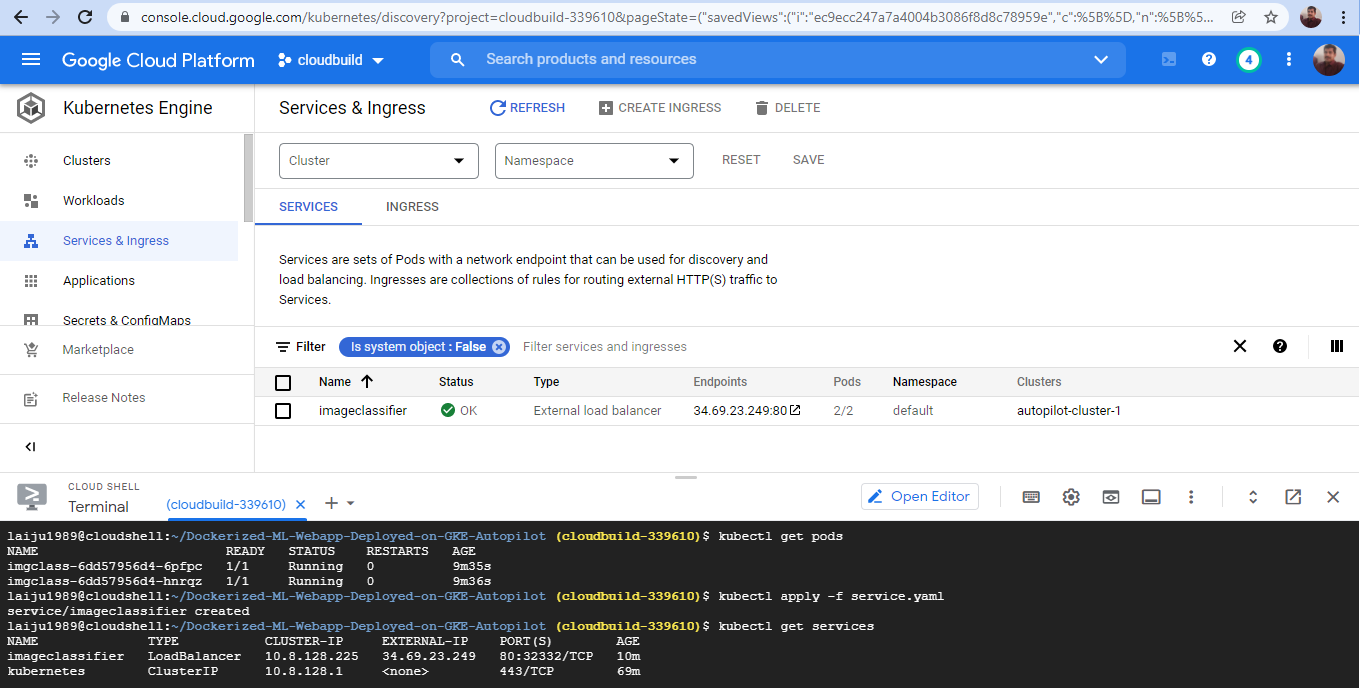 console.cloud.google.com/kubernetes/discovery?project=cloudbuild-339610&pageState=("savedViews":("i":"ec9ecc247a7a4004b3086f8d8c78959e","c":%5B%5D,"n":%5B%5...
Google Cloud Platform
cloudbuild
Search products and resources
4
Kubernetes Engine
Services & Ingress
REFRESH
CREATE INGRESS
DELETE
Clusters
Workloads
Services & Ingress
Applications
Secrets & ConfigMaps
Marketplace
Release Notes
Cluster
Namespace
RESET
SAVE
SERVICES
INGRESS
Services are sets of Pods with a network endpoint that can be used for discovery and
load balancing. Ingresses are collections of rules for routing external HTTP(S) traffic to
Services.
Filter
Is system object : False
Filter services and ingresses
Name Status Type Endpoints Pods Namespace Clusters
imageclassifier OK External load balancer 34.69.23.249:80 2/2 default autopilot-cluster-1
CLOUD SHELL
Terminal
(cloudbuild-339610)
Open Editor
laiju1989@cloudshell:~/Dockerized-ML-Webapp-Deployed-on-GKE-Autopilot (cloudbuild-339610)$ kubectl get pods
NAME READY STATUS RESTARTS AGE
imgclass-6dd57956d4-6pfpc 1/1 Running 0 9m35s
imgclass-6dd57956d4-hnrqz 1/1 Running 0 9m36s
laiju1989@cloudshell:~/Dockerized-ML-Webapp-Deployed-on-GKE-Autopilot (cloudbuild-339610)$ kubectl apply -f service.yaml
service/imageclassifier created
laiju1989@cloudshell:~/Dockerized-ML-Webapp-Deployed-on-GKE-Autopilot (cloudbuild-339610)$ kubectl get services
NAME TYPE CLUSTER-IP EXTERNAL-IP PORT(S) AGE
imageclassifier LoadBalancer 10.8.128.225 34.69.23.249 80:32332/TCP 10m
kubernetes ClusterIP 10.8.128.1 <none> 443/TCP 69m